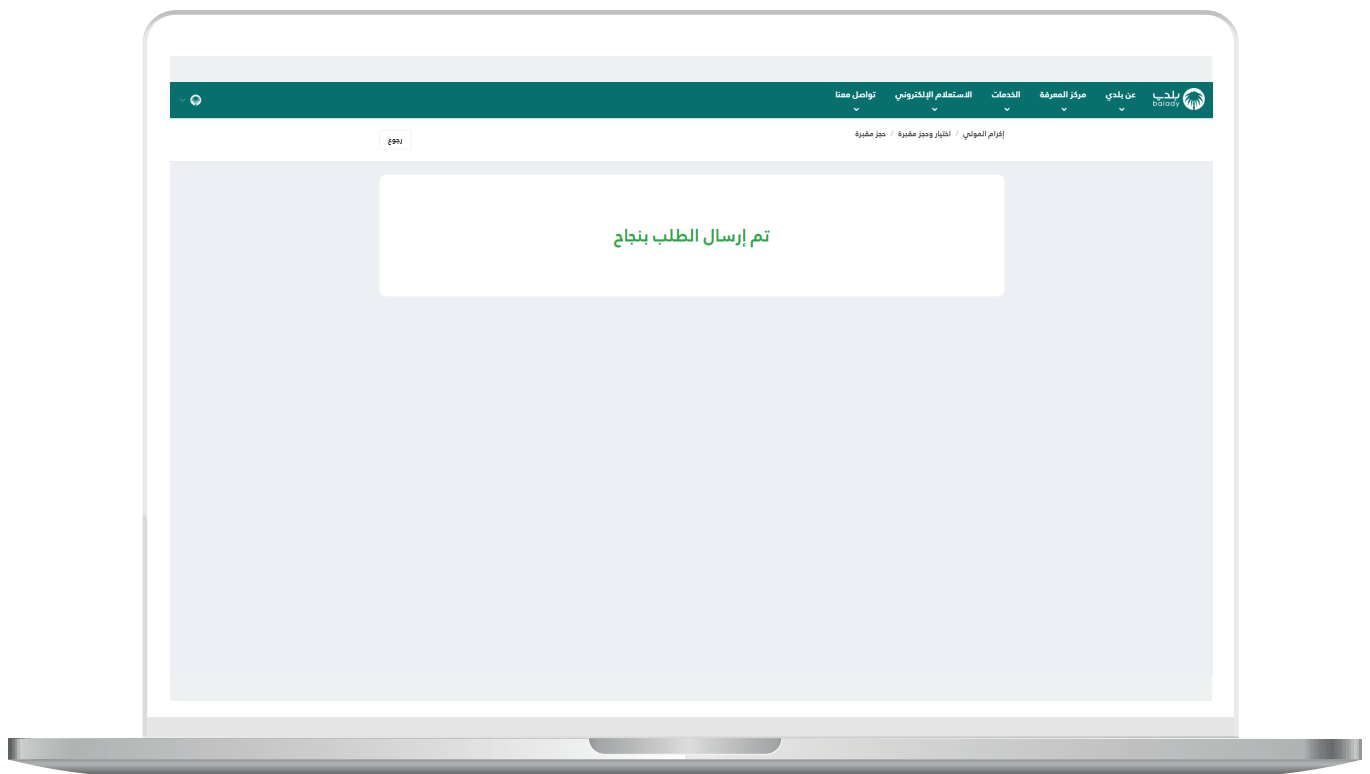 بلدي balady عن بلدي مركز المعرفة الخدمات الاستعلام الإلكتروني تواصل معنا
إكرام الموتى / اختيار وحجز مقبرة / حجز مقبرة رجوع
تم إرسال الطلب بنجاح